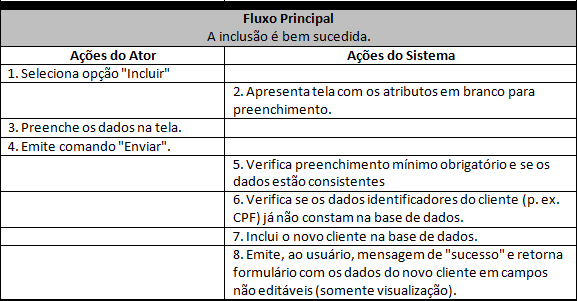 Fluxo Principal
A inclusão é bem sucedida.
Ações do Ator
Ações do Sistema
1. Seleciona opção "Incluir"
2. Apresenta tela com os atributos em branco para
preenchimento.
3. Preenche os dados na tela.
4. Emite comando "Enviar".
5. Verifica preenchimento mínimo obrigatório e se os
dados estão consistentes
6. Verifica se os dados identificadores do cliente (p. ex.
CPF) já não constam na base de dados.
7. Inclui o novo cliente na base de dados.
8. Emite, ao usuário, mensagem de "sucesso" e retorna
formulário com os dados do novo cliente em campos
não editáveis (somente visualização).